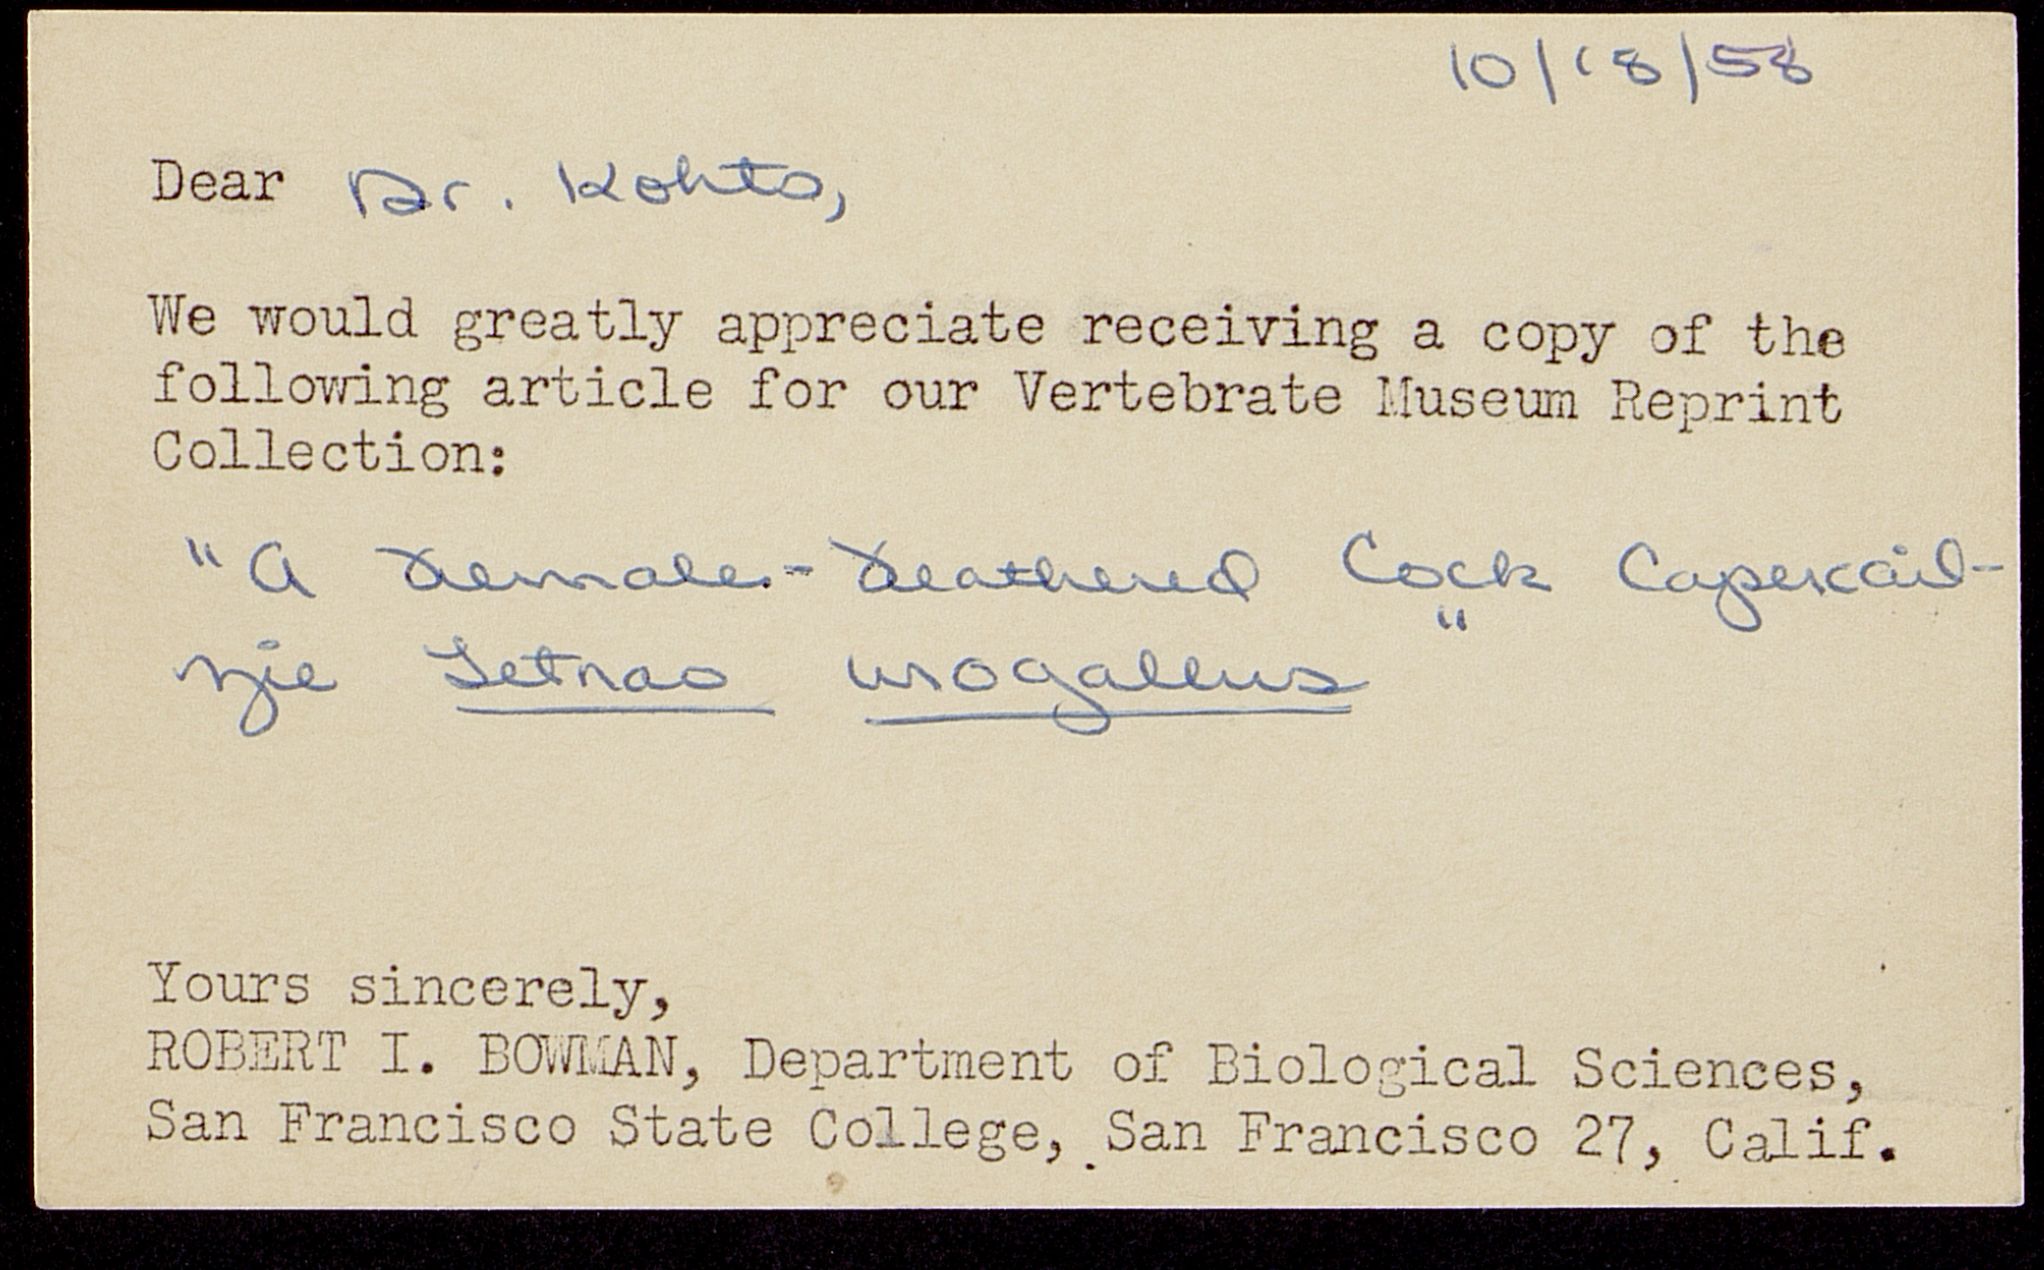 10/18/58
Dear Dr. Kohts,
We would greatly appreciate receiving a copy of the
following article for our Vertebrate Museum Reprint
Collection:
"A Female-Feathered Cock Capercail-
zie Tetrao urogallus"
Yours sincerely,
ROBERT I. BOWMAN, Department of Biological Sciences,
San Francisco State College, San Francisco 27, Calif.